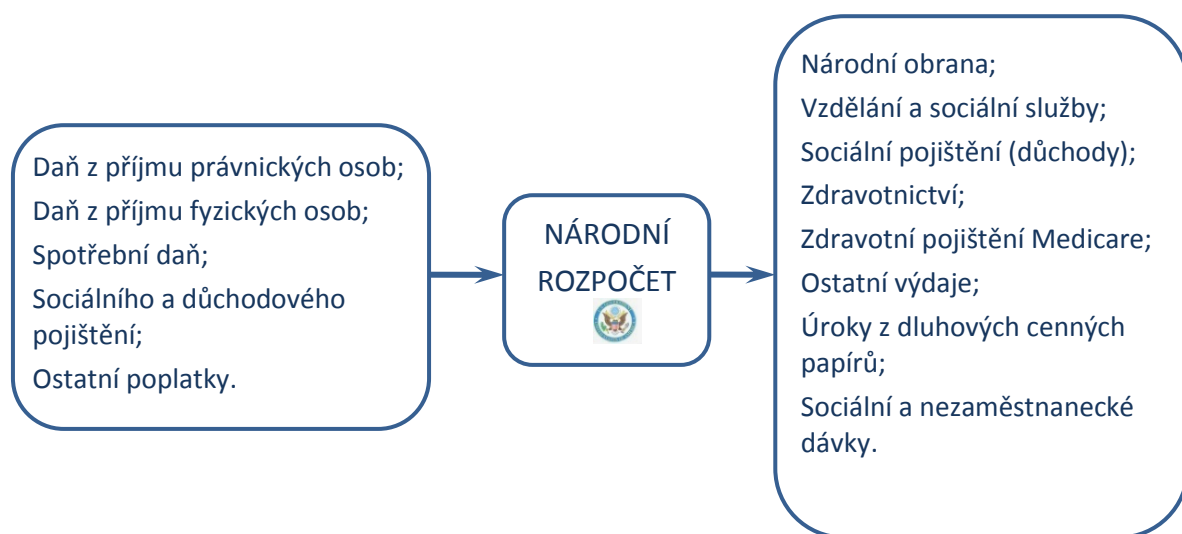 Daň z příjmu právnických osob;
Daň z příjmu fyzických osob;
Spotřební daň;
Sociálního a důchodového
pojištění;
Ostatní poplatky.
NÁRODNÍ
ROZPOČET
Národní obrana;
Vzdělání a sociální služby;
Sociální pojištění (důchody);
Zdravotnictví;
Zdravotní pojištění Medicare;
Ostatní výdaje;
Úroky z dluhových cenných
papírů;
Sociální a nezaměstnanecké
dávky.